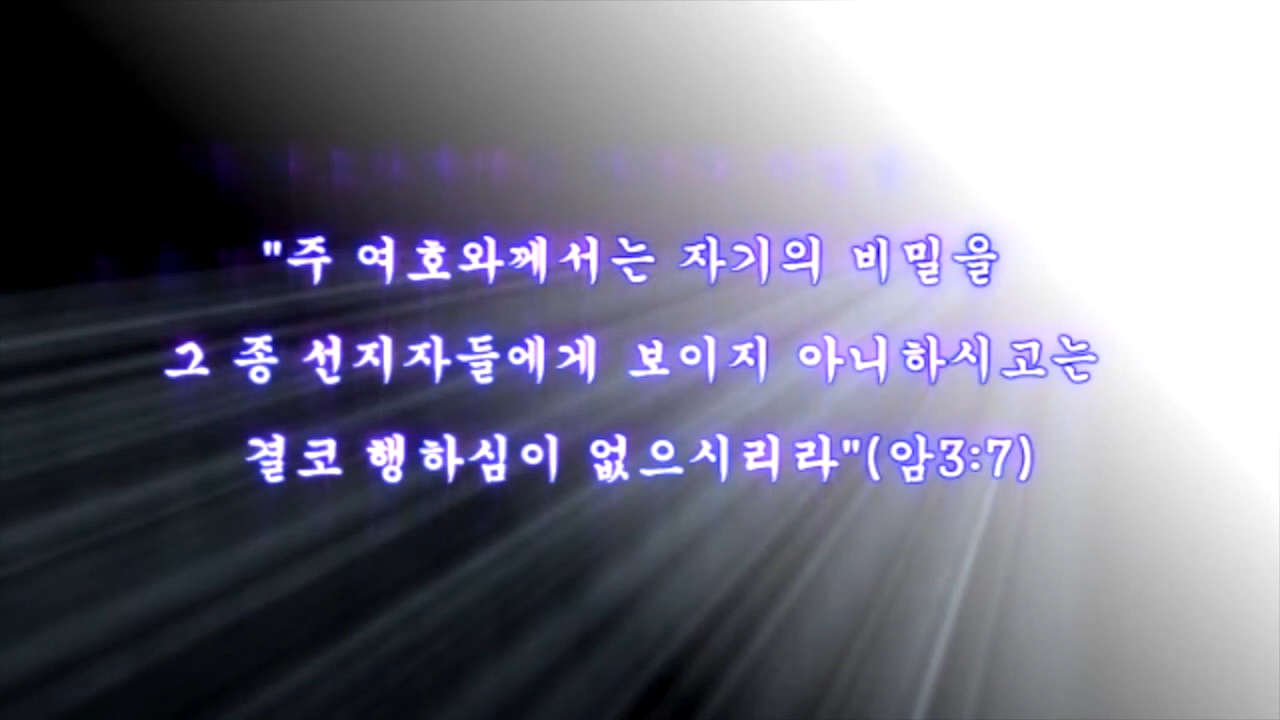 "주 여호와께서는 자기의 비밀을
그 종 선지자들에게 보이지 아니하시고는
결코 행하심이 없으시리라"(암3:7)